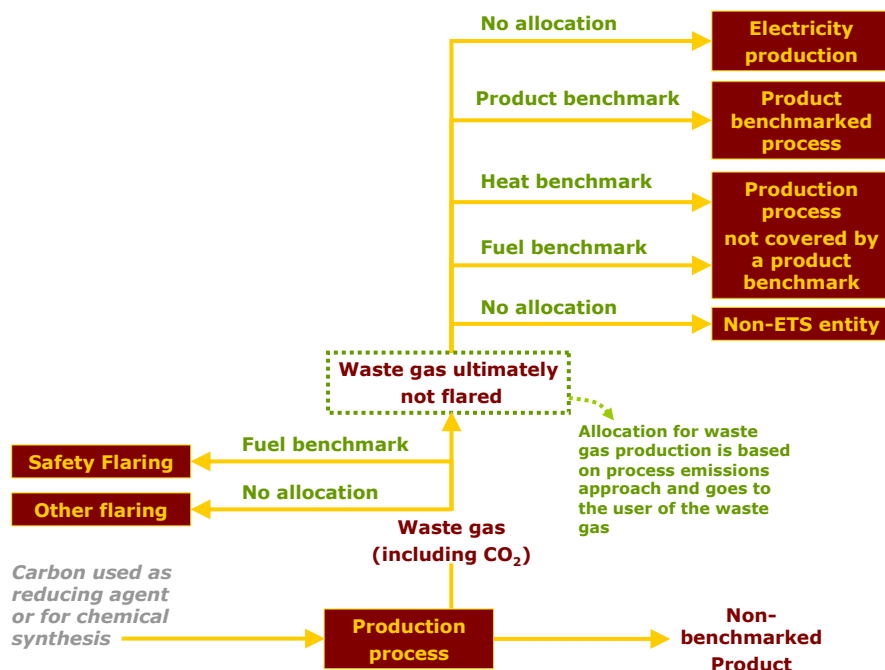 No allocation
Electricity
production
Product benchmark
Product
benchmarked
process
Heat benchmark
Production
process
not covered by
a product
benchmark
Fuel benchmark
No allocation
Non-ETS entity
Waste gas ultimately
not flared
Allocation for waste
gas production is based
on process emissions
approach and goes to
the user of the waste
gas
Fuel benchmark
Safety Flaring
No allocation
Other flaring
Waste gas
(including CO₂)
Carbon used as
reducing agent
or for chemical
synthesis
Production
process
Non-
benchmarked
Product